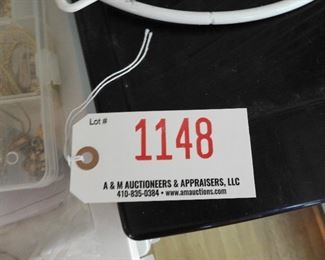 Lot #
1148
A & M AUCTIONEERS & APPRAISERS, LLC
410-835-0384 • www.amauctions.com